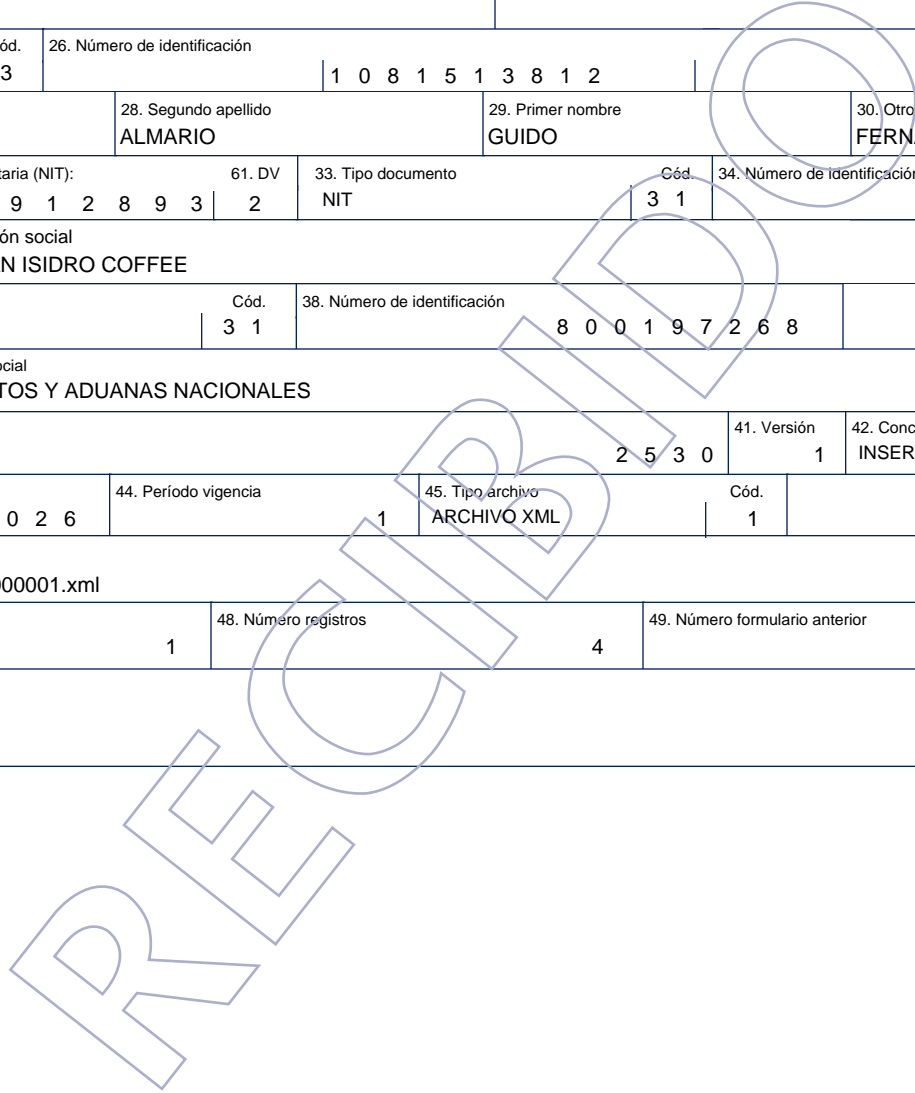 ód. 26. Número de identificación
3 1 0 8 1 5 1 3 8 1 2
28. Segundo apellido 29. Primer nombre 30. Otro
ALMARIO GUIDO FERNA
taria (NIT): 61. DV 33. Tipo documento Cód. 34. Número de identificación
9 1 2 8 9 3 2 NIT 3 1
ón social
N ISIDRO COFFEE
Cód. 38. Número de identificación
3 1 8 0 0 1 9 7 2 6 8
ocial
TOS Y ADUANAS NACIONALES
41. Versión 42. Conc
2 5 3 0 1 INSER
44. Período vigencia 45. Tipo archivo Cód.
0 2 6 1 ARCHIVO XML 1
000001.xml
48. Número registros 49. Número formulario anterior
1 4
RECIBIDO